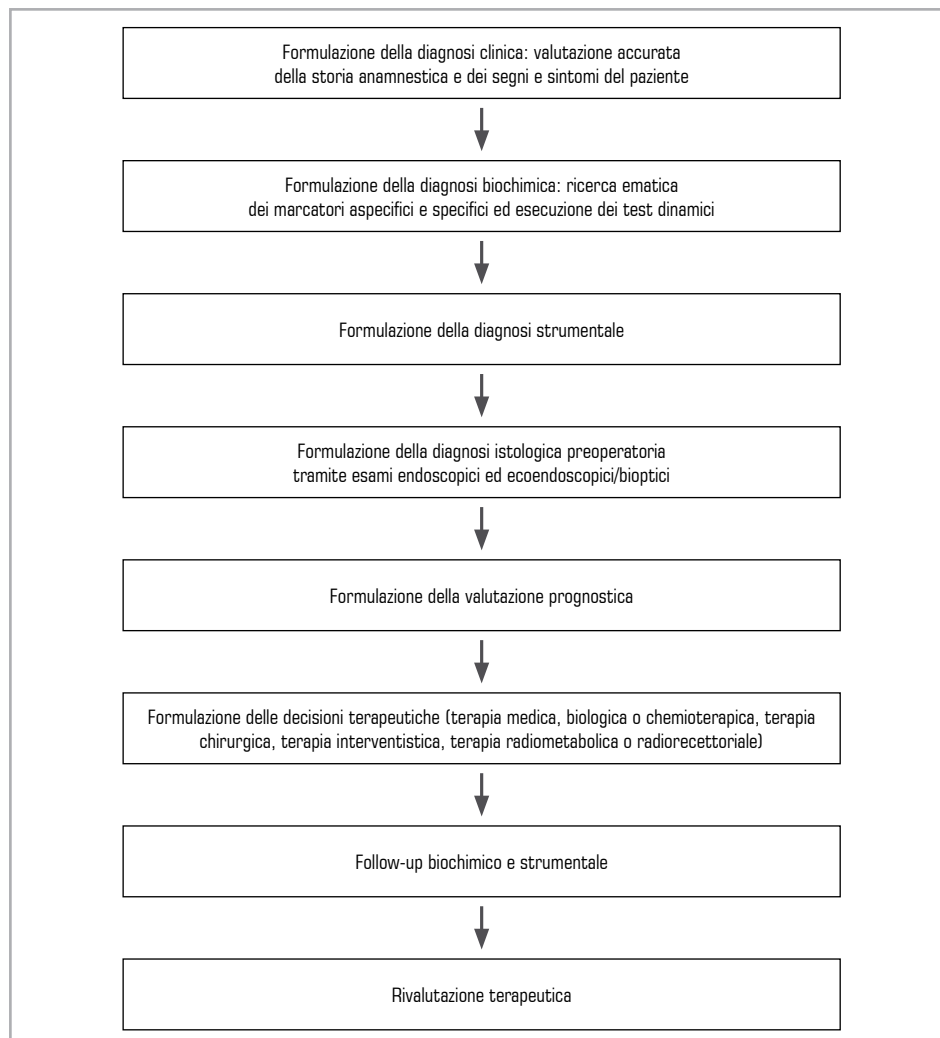 Formulazione della diagnosi clinica: valutazione accurata
della storia anamnestica e dei segni e sintomi del paziente
Formulazione della diagnosi biochimica: ricerca ematica
dei marcatori aspecifici e specifici ed esecuzione dei test dinamici
Formulazione della diagnosi strumentale
Formulazione della diagnosi istologica preoperatoria
tramite esami endoscopici ed ecoendoscopici/bioptici
Formulazione della valutazione prognostica
Formulazione delle decisioni terapeutiche (terapia medica, biologica o chemioterapica, terapia
chirurgica, terapia interventistica, terapia radiometabolica o radiorecettoriale)
Follow-up biochimico e strumentale
Rivalutazione terapeutica